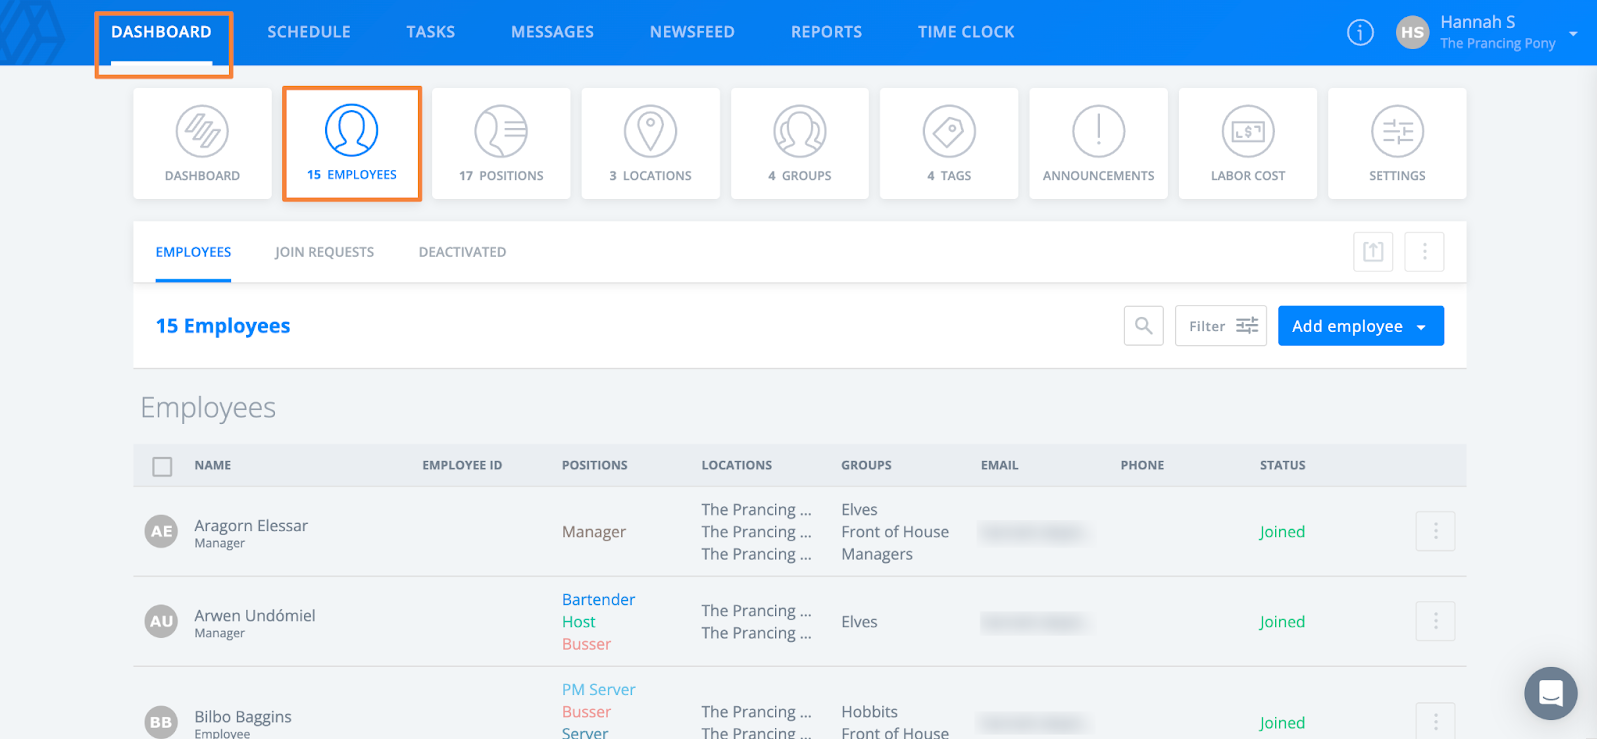 DASHBOARD SCHEDULE TASKS MESSAGES NEWSFEED REPORTS TIME CLOCK
HS Hannah S
The Prancing Pony
DASHBOARD 15 EMPLOYEES 17 POSITIONS 3 LOCATIONS 4 GROUPS 4 TAGS ANNOUNCEMENTS LABOR COST SETTINGS
EMPLOYEES JOIN REQUESTS DEACTIVATED
15 Employees Filter Add employee
Employees
NAME EMPLOYEE ID POSITIONS LOCATIONS GROUPS EMAIL PHONE STATUS
AE Aragorn Elessar
Manager
Manager
The Prancing ...
The Prancing ...
The Prancing ...
Elves
Front of House
Managers
Joined
AU Arwen Undómiel
Manager
Bartender
Host
Busser
The Prancing ...
The Prancing ...
Elves
Joined
BB Bilbo Baggins
Employee
PM Server
Busser
Server
The Prancing ...
The Prancing ...
Hobbits
Front of House
Joined